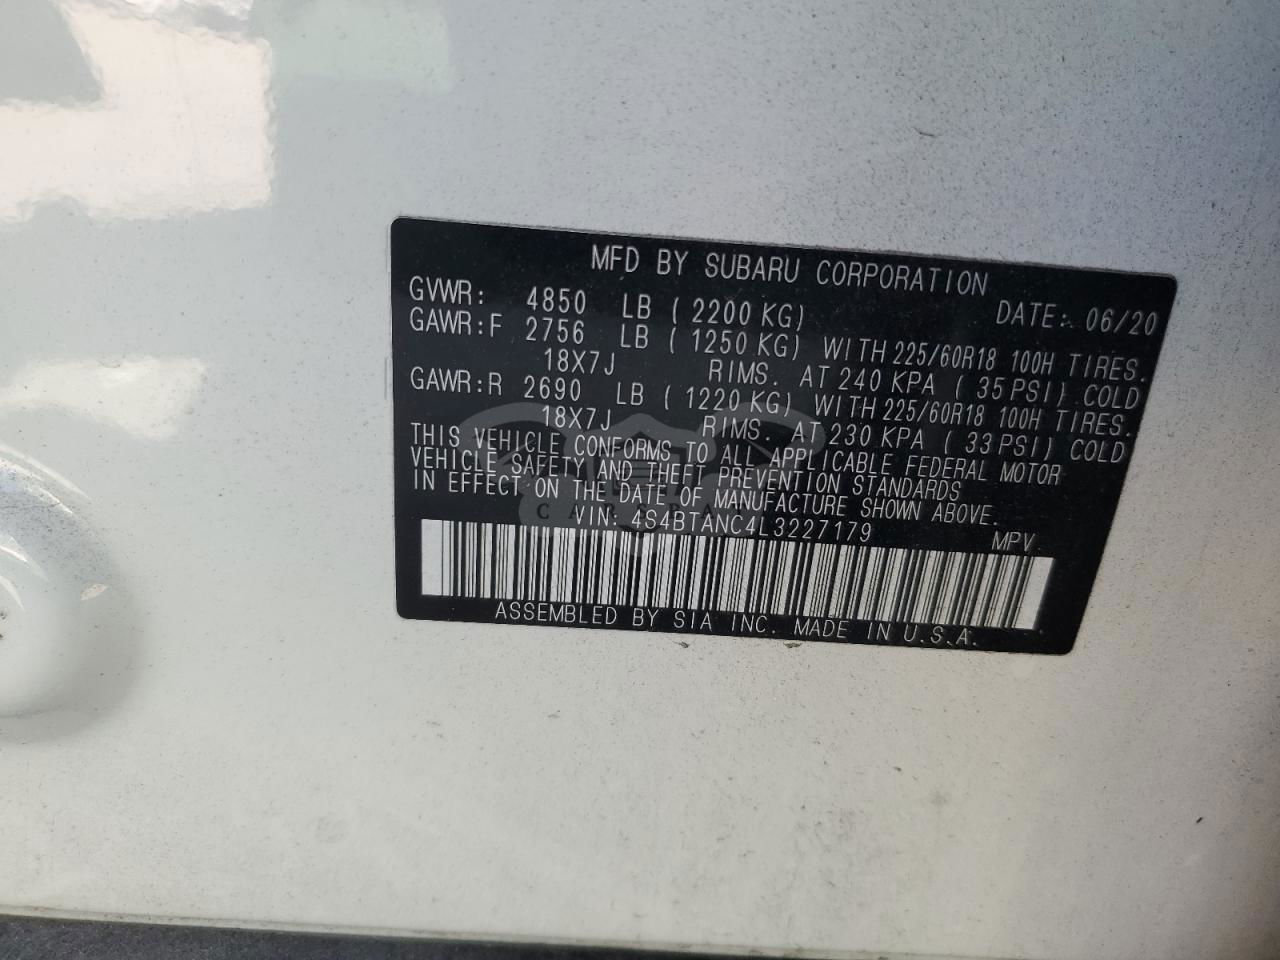 MFD BY SUBARU CORPORATION
GVWR: 4850 LB ( 2200 KG) DATE: 06/20
GAWR:F 2756 LB ( 1250 KG) WITH 225/60R18 100H TIRES.
18X7J RIMS. AT 240 KPA ( 35 PSI) COLD
GAWR:R 2690 LB ( 1220 KG) WITH 225/60R18 100H TIRES.
18X7J RIMS. AT 230 KPA ( 33 PSI) COLD
THIS VEHICLE CONFORMS TO ALL APPLICABLE FEDERAL MOTOR
VEHICLE SAFETY AND THEFT PREVENTION STANDARDS
IN EFFECT ON THE DATE OF MANUFACTURE SHOWN ABOVE.
VIN: 4S4BTANC4L3227179 MPV
ASSEMBLED BY SIA INC. MADE IN U.S.A.